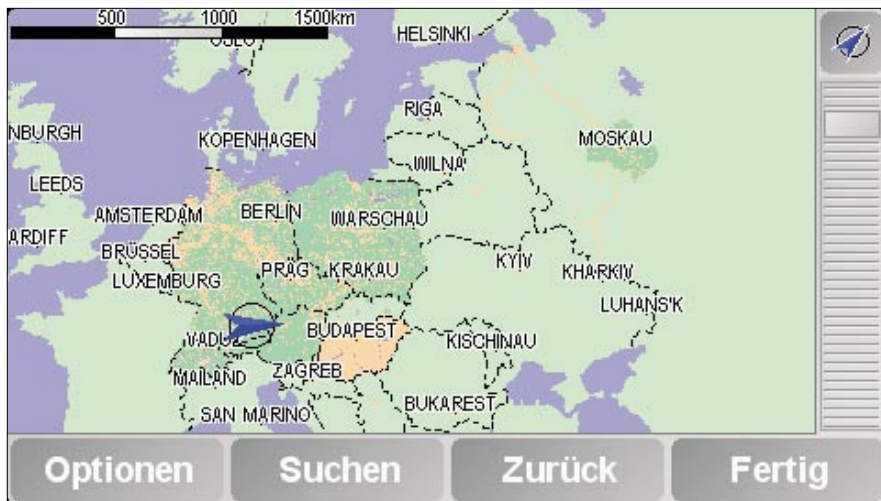 500 1000 1500km
OSLO
HELSINKI
RIGA
NBURGH
KOPENHAGEN
MOSKAU
WILNA
LEEDS
AMSTERDAM
BERLIN
WARSCHAU
ARDIFF
BRÜSSEL
LUXEMBURG
PRAG
KRAKAU
KYIV
KHARKIV
LUHANS'K
VADUZ
BUDAPEST
KISCHINAU
MAILAND
ZAGREB
SAN MARINO
BUKAREST
Optionen Suchen Zurück Fertig